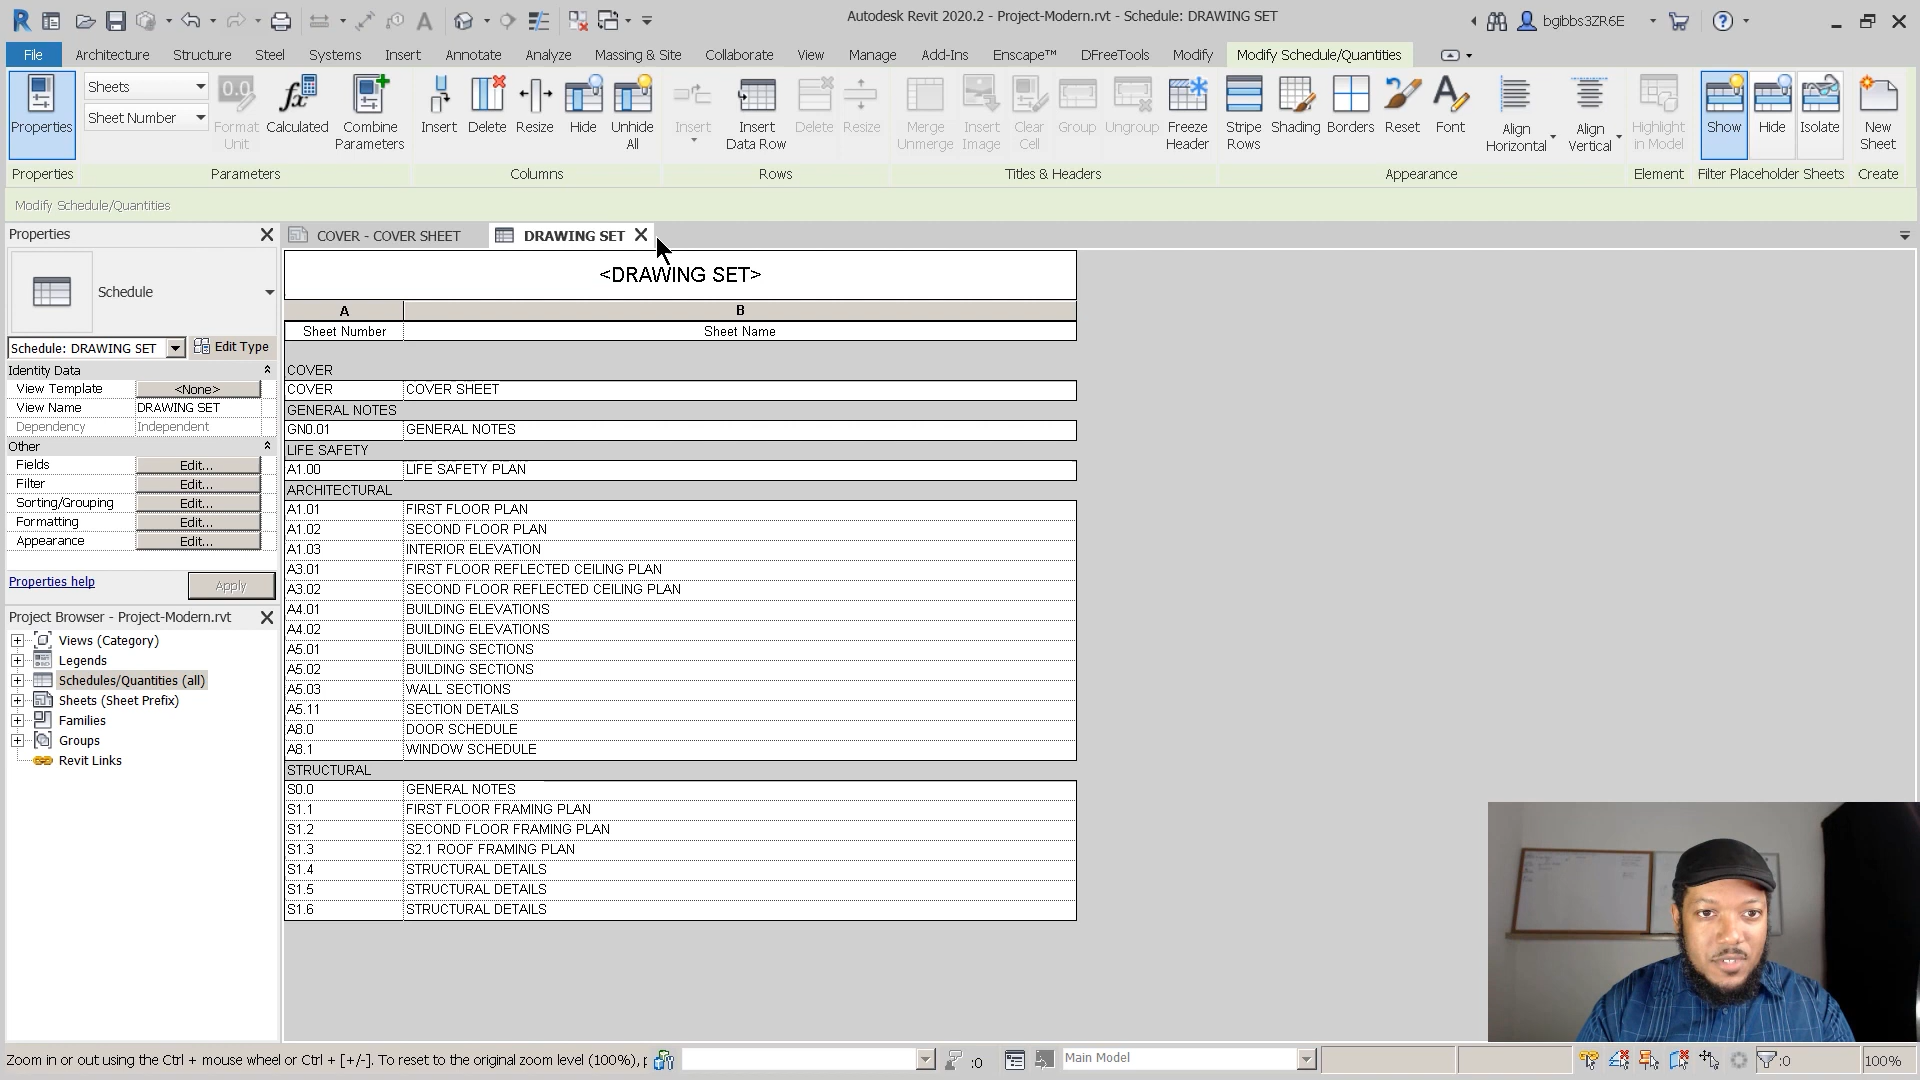 Autodesk Revit 2020.2 - Project-Modern.rvt - Schedule: DRAWING SET
bgibbs3ZR6E
File Architecture Structure Steel Systems Insert Annotate Analyze Massing & Site Collaborate View Manage Add-Ins Enscape™ DFreeTools Modify Modify Schedule/Quantities
Properties
Sheets
Sheet Number
Format
Unit
Calculated
Combine
Parameters
Insert
Delete
Resize
Hide
Unhide
All
Insert
Insert
Data Row
Delete
Resize
Merge
Unmerge
Insert
Image
Clear
Cell
Group
Ungroup
Freeze
Header
Stripe
Rows
Shading
Borders
Reset
Font
Align
Horizontal
Align
Vertical
Highlight
in Model
Show
Hide
Isolate
New
Sheet
Properties Parameters Columns Rows Titles & Headers Appearance Element Filter Placeholder Sheets Create
Modify Schedule/Quantities
Properties
Schedule
Schedule: DRAWING SET
Edit Type
Identity Data
View Template <None>
View Name DRAWING SET
Dependency Independent
Other
Fields Edit...
Filter Edit...
Sorting/Grouping Edit...
Formatting Edit...
Appearance Edit...
Properties help
Apply
Project Browser - Project-Modern.rvt
Views (Category)
Legends
Schedules/Quantities (all)
Sheets (Sheet Prefix)
Families
Groups
Revit Links
COVER - COVER SHEET
DRAWING SET
<DRAWING SET>
A B
Sheet Number Sheet Name
COVER
COVER COVER SHEET
GENERAL NOTES
GN0.01 GENERAL NOTES
LIFE SAFETY
A1.00 LIFE SAFETY PLAN
ARCHITECTURAL
A1.01 FIRST FLOOR PLAN
A1.02 SECOND FLOOR PLAN
A1.03 INTERIOR ELEVATION
A3.01 FIRST FLOOR REFLECTED CEILING PLAN
A3.02 SECOND FLOOR REFLECTED CEILING PLAN
A4.01 BUILDING ELEVATIONS
A4.02 BUILDING ELEVATIONS
A5.01 BUILDING SECTIONS
A5.02 BUILDING SECTIONS
A5.03 WALL SECTIONS
A5.11 SECTION DETAILS
A8.0 DOOR SCHEDULE
A8.1 WINDOW SCHEDULE
STRUCTURAL
S0.0 GENERAL NOTES
S1.1 FIRST FLOOR FRAMING PLAN
S1.2 SECOND FLOOR FRAMING PLAN
S1.3 S2.1 ROOF FRAMING PLAN
S1.4 STRUCTURAL DETAILS
S1.5 STRUCTURAL DETAILS
S1.6 STRUCTURAL DETAILS
Zoom in or out using the Ctrl + mouse wheel or Ctrl + [+/-]. To reset to the original zoom level (100%),
:0
Main Model
:0
100%